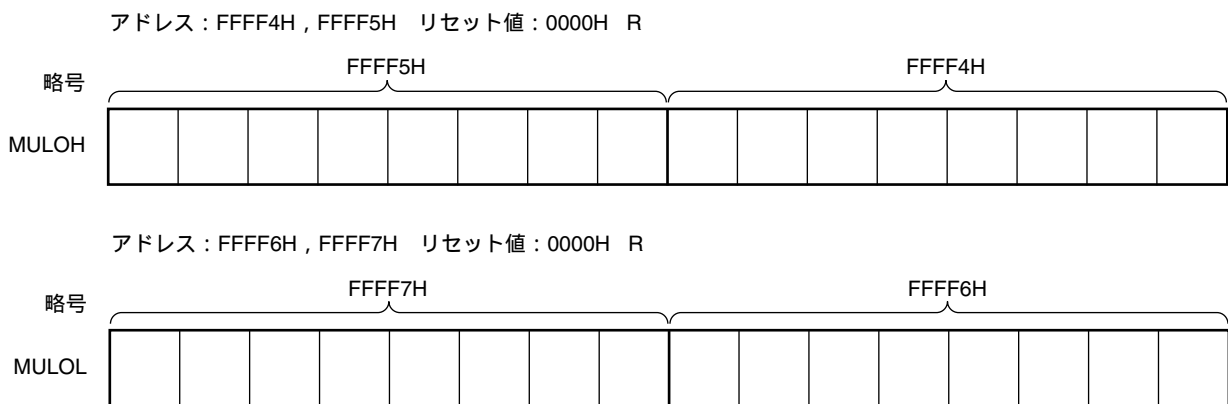 アドレス：FFFF4H , FFFF5H リセット値：0000H R
略号 FFFF5H FFFF4H
MULOH
アドレス：FFFF6H , FFFF7H リセット値：0000H R
略号 FFFF7H FFFF6H
MULOL